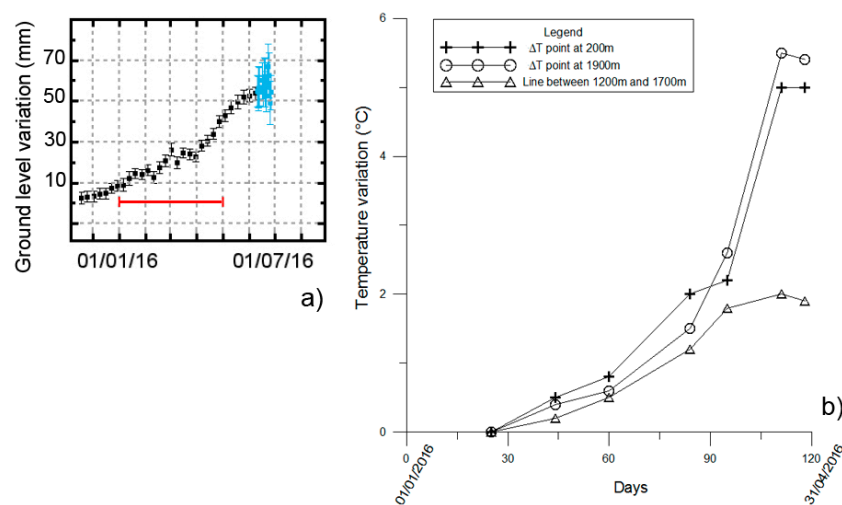 Ground level variation (mm)
70
50
30
10
01/01/16
01/07/16
a)
Temperature variation (°C)
6
4
2
0
Legend
ΔT point at 200m
ΔT point at 1900m
Line between 1200m and 1700m
0
30
60
90
120
01/01/2016
Days
31/04/2016
b)